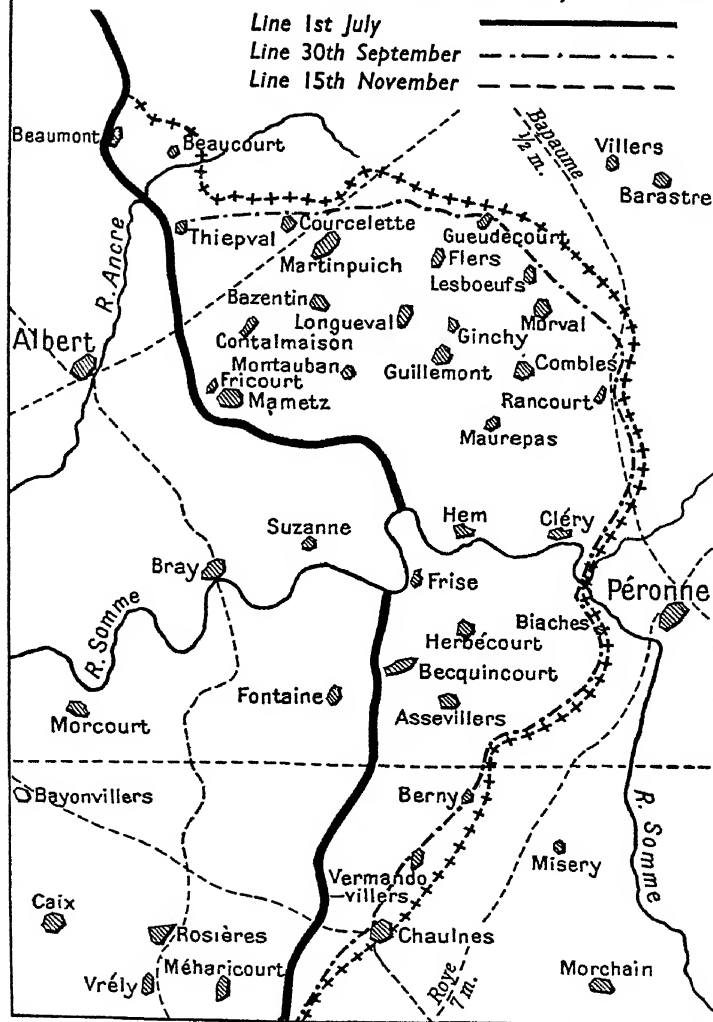 Line 1st July
Line 30th September
Line 15th November
Bapaume
½ m.
Beaumont
Beaucourt
Villers
Barastre
Thiepval
Courcelette
Gueudecourt
Martinpuich
Flers
Lesboeufs
R. Ancre
Bazentin
Longueval
Morval
Contalmaison
Ginchy
Albert
Montauban
Guillemont
Combles
Fricourt
Mametz
Rancourt
Maurepas
Suzanne
Hem
Cléry
Bray
Frise
Péronne
R. Somme
Biaches
Herbécourt
Becquincourt
Fontaine
Morcourt
Assevillers
Bayonvillers
Berny
R. Somme
Vermando
-villers
Misery
Caix
Rosières
Chaulnes
Vrély
Méharicourt
Roye
7 m.
Morchain